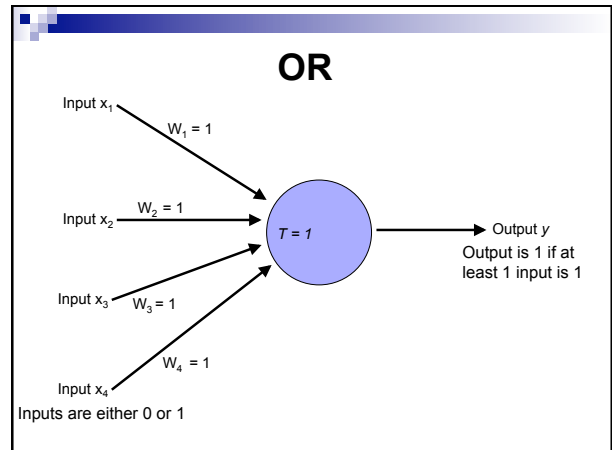 OR
Input x₁
W₁ = 1
Input x₂
W₂ = 1
T = 1
Output y
Output is 1 if at
least 1 input is 1
Input x₃
W₃ = 1
W₄ = 1
Input x₄
Inputs are either 0 or 1